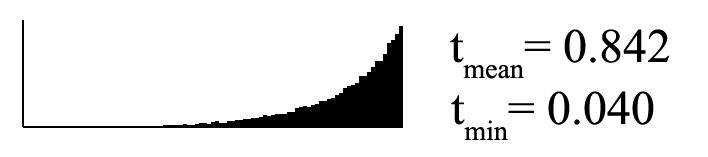 t_mean = 0.842
t_min = 0.040